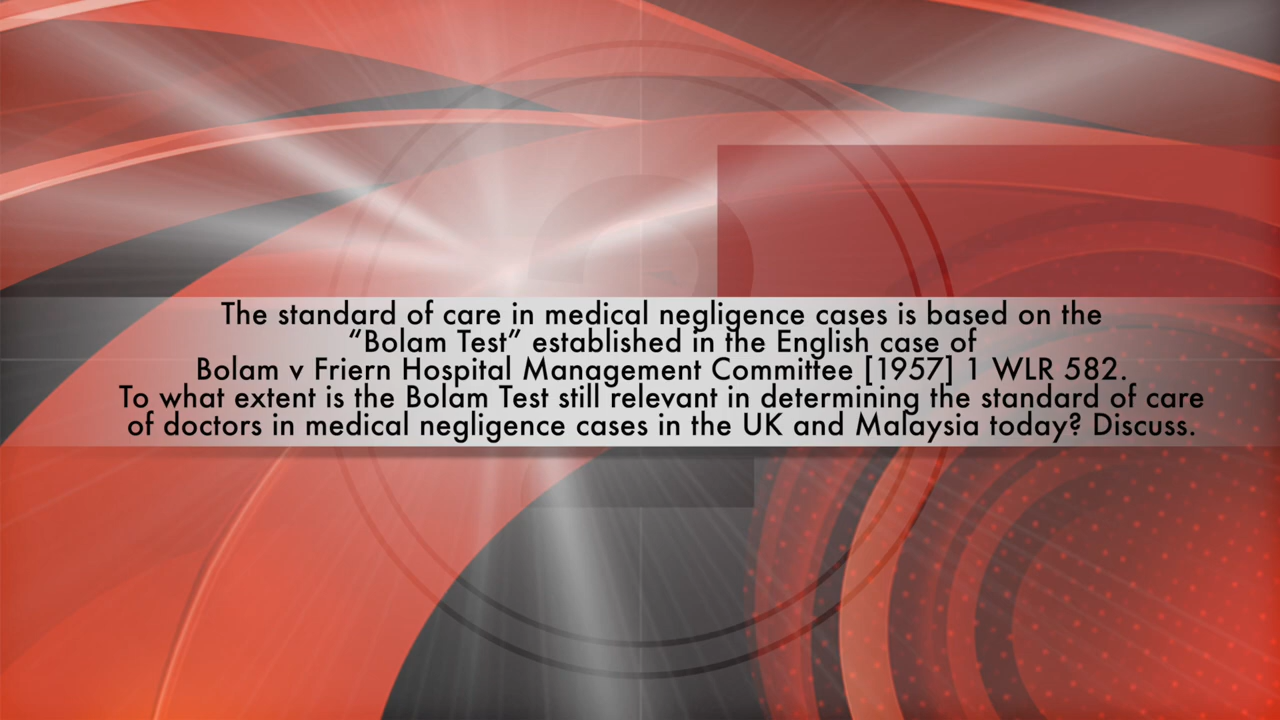 The standard of care in medical negligence cases is based on the
“Bolam Test” established in the English case of
Bolam v Friern Hospital Management Committee [1957] 1 WLR 582.
To what extent is the Bolam Test still relevant in determining the standard of care
of doctors in medical negligence cases in the UK and Malaysia today? Discuss.